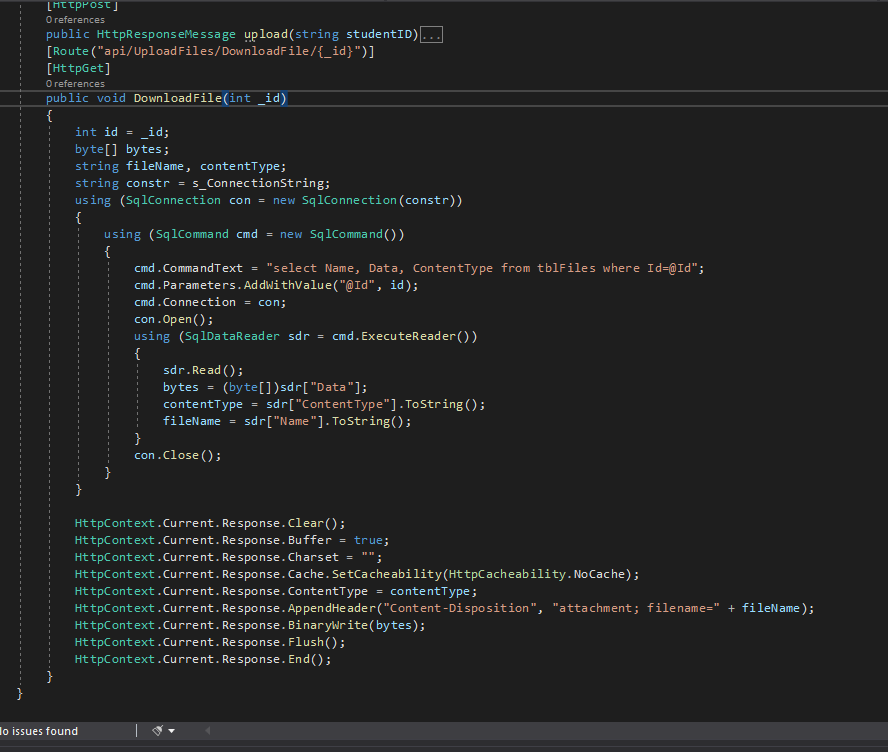 [HttpPost]
0 references
public HttpResponseMessage upload(string studentID)...
[Route("api/UploadFiles/DownloadFile/{_id}")]
[HttpGet]
0 references
public void DownloadFile(int _id)
{
int id = _id;
byte[] bytes;
string fileName, contentType;
string constr = s_ConnectionString;
using (SqlConnection con = new SqlConnection(constr))
{
using (SqlCommand cmd = new SqlCommand())
{
cmd.CommandText = "select Name, Data, ContentType from tblFiles where Id=@Id";
cmd.Parameters.AddWithValue("@Id", id);
cmd.Connection = con;
con.Open();
using (SqlDataReader sdr = cmd.ExecuteReader())
{
sdr.Read();
bytes = (byte[])sdr["Data"];
contentType = sdr["ContentType"].ToString();
fileName = sdr["Name"].ToString();
}
con.Close();
}
}
HttpContext.Current.Response.Clear();
HttpContext.Current.Response.Buffer = true;
HttpContext.Current.Response.Charset = "";
HttpContext.Current.Response.Cache.SetCacheability(HttpCacheability.NoCache);
HttpContext.Current.Response.ContentType = contentType;
HttpContext.Current.Response.AppendHeader("Content-Disposition", "attachment; filename=" + fileName);
HttpContext.Current.Response.BinaryWrite(bytes);
HttpContext.Current.Response.Flush();
HttpContext.Current.Response.End();
}
}
No issues found